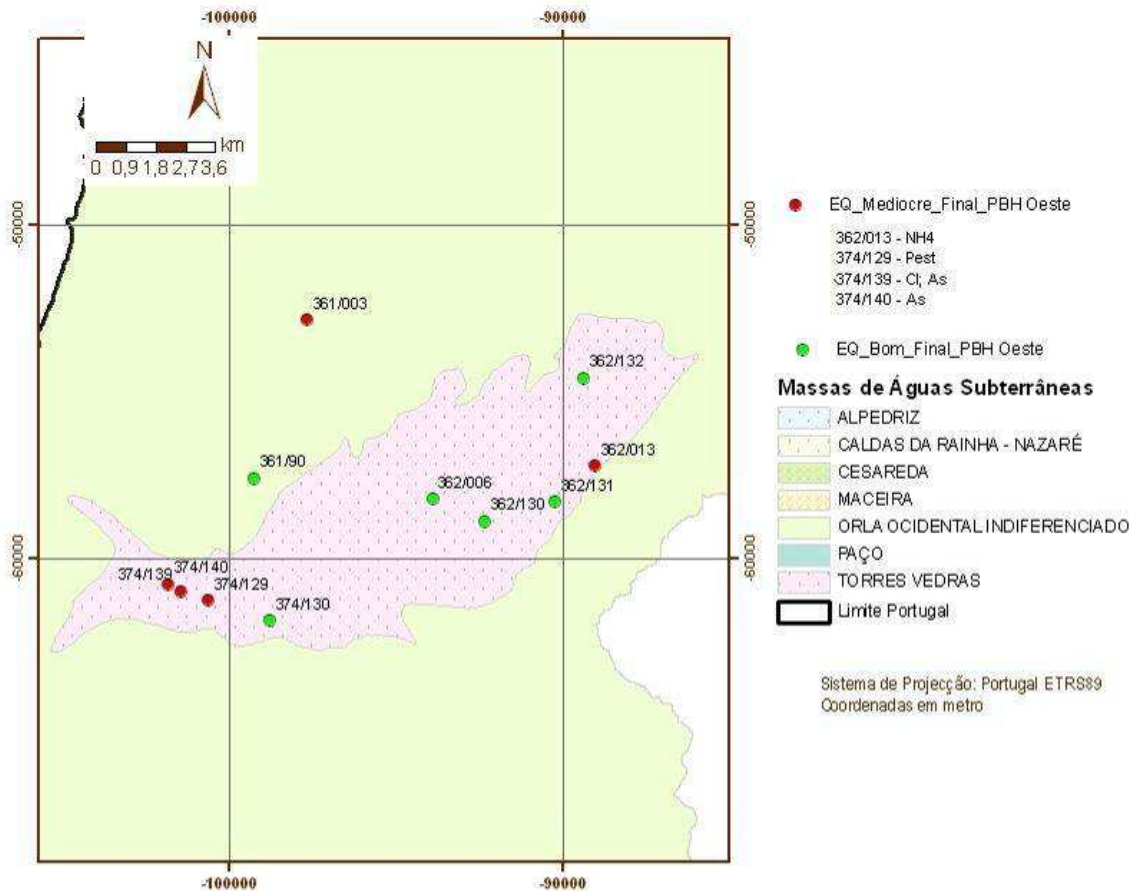 -100000 -90000
N
km
0 0,9 1,8 2,7 3,6
-50000 -50000
361/003
362/132
362/013
361/90
362/006
362/131
362/130
-60000 -60000
374/139 374/140
374/129
374/130
-100000 -90000
EQ_Mediocre_Final_PBH Oeste
362/013 - NH4
374/129 - Pest
374/139 - Cl; As
374/140 - As
EQ_Bom_Final_PBH Oeste
Massas de Águas Subterrâneas
ALPEDRIZ
CALDAS DA RAINHA - NAZARÉ
CESAREDA
MACEIRA
ORLA OCIDENTAL INDIFERENCIADO
PAÇO
TORRES VEDRAS
Limite Portugal
Sistema de Projecção: Portugal ETRS89
Coordenadas em metro